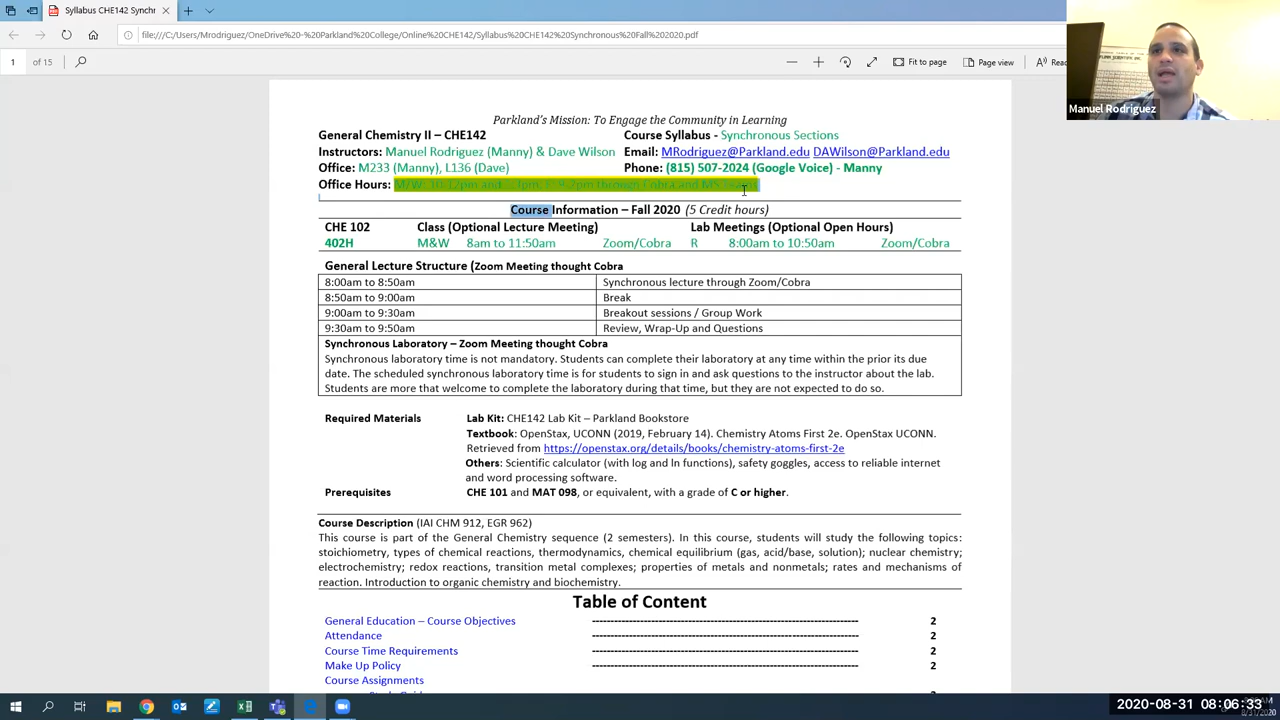 Syllabus CHE142 Synchr
file:///C:/Users/Mrodriguez/OneDrive%20-%20Parkland%20College/Online%20CHE142/Syllabus%20CHE142%20Synchronous%20Fall%202020.pdf
1 of 15
Fit to page
Page view
Manuel Rodriguez
Parkland's Mission: To Engage the Community in Learning
General Chemistry II – CHE142 Course Syllabus - Synchronous Sections
Instructors: Manuel Rodriguez (Manny) & Dave Wilson Email: MRodriguez@Parkland.edu DAWilson@Parkland.edu
Office: M233 (Manny), L136 (Dave) Phone: (815) 507-2024 (Google Voice) - Manny
Office Hours: through Cobra and
Course Information – Fall 2020 (5 Credit hours)
CHE 102 Class (Optional Lecture Meeting) Lab Meetings (Optional Open Hours)
402H M&W 8am to 11:50am Zoom/Cobra R 8:00am to 10:50am Zoom/Cobra
General Lecture Structure (Zoom Meeting thought Cobra
8:00am to 8:50am Synchronous lecture through Zoom/Cobra
8:50am to 9:00am Break
9:00am to 9:30am Breakout sessions / Group Work
9:30am to 9:50am Review, Wrap-Up and Questions
Synchronous Laboratory – Zoom Meeting thought Cobra
Synchronous laboratory time is not mandatory. Students can complete their laboratory at any time within the prior its due
date. The scheduled synchronous laboratory time is for students to sign in and ask questions to the instructor about the lab.
Students are more that welcome to complete the laboratory during that time, but they are not expected to do so.
Required Materials Lab Kit: CHE142 Lab Kit – Parkland Bookstore
Textbook: OpenStax, UCONN (2019, February 14). Chemistry Atoms First 2e. OpenStax UCONN.
Retrieved from https://openstax.org/details/books/chemistry-atoms-first-2e
Others: Scientific calculator (with log and ln functions), safety goggles, access to reliable internet
and word processing software.
Prerequisites CHE 101 and MAT 098, or equivalent, with a grade of C or higher.
Course Description (IAI CHM 912, EGR 962)
This course is part of the General Chemistry sequence (2 semesters). In this course, students will study the following topics:
stoichiometry, types of chemical reactions, thermodynamics, chemical equilibrium (gas, acid/base, solution); nuclear chemistry;
electrochemistry; redox reactions, transition metal complexes; properties of metals and nonmetals; rates and mechanisms of
reaction. Introduction to organic chemistry and biochemistry.
Table of Content
General Education – Course Objectives 2
Attendance 2
Course Time Requirements 2
Make Up Policy 2
Course Assignments
2020-08-31 08:06:33